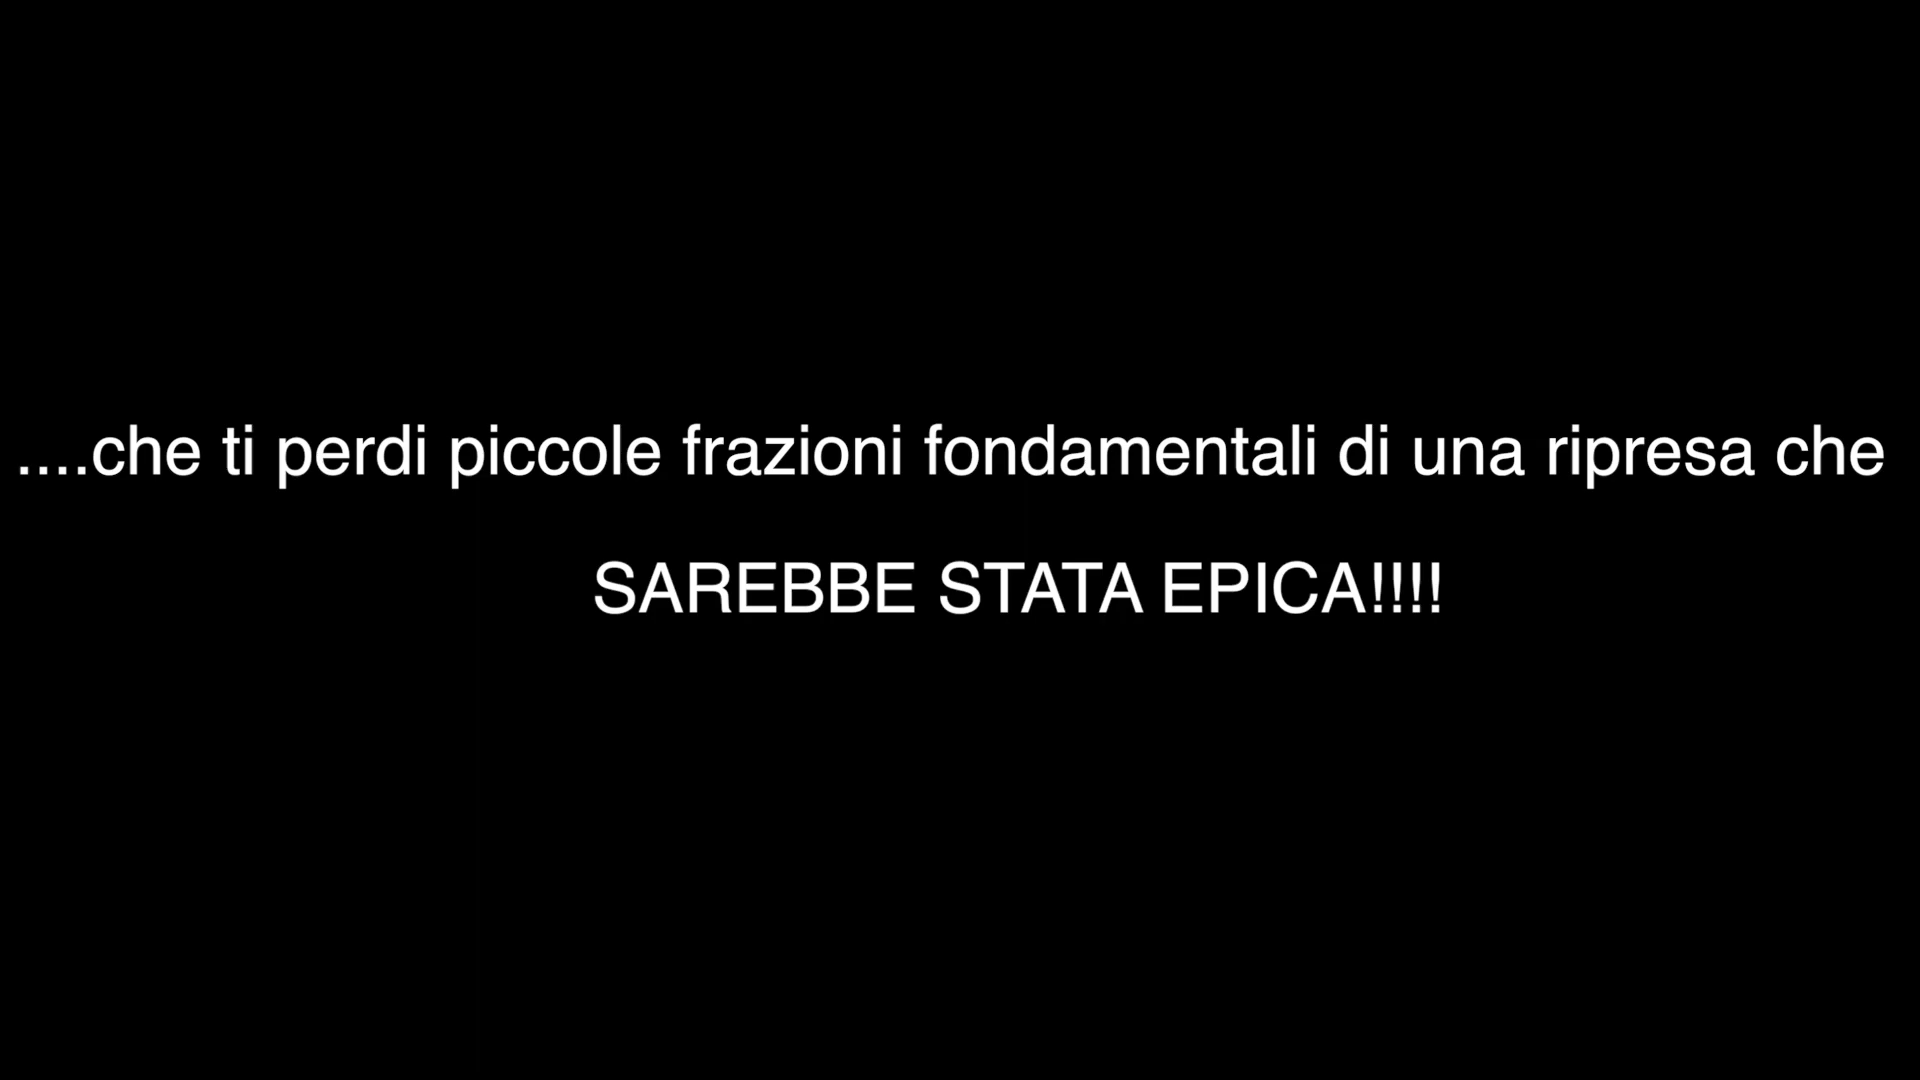 ....che ti perdi piccole frazioni fondamentali di una ripresa che
SAREBBE STATA EPICA!!!!